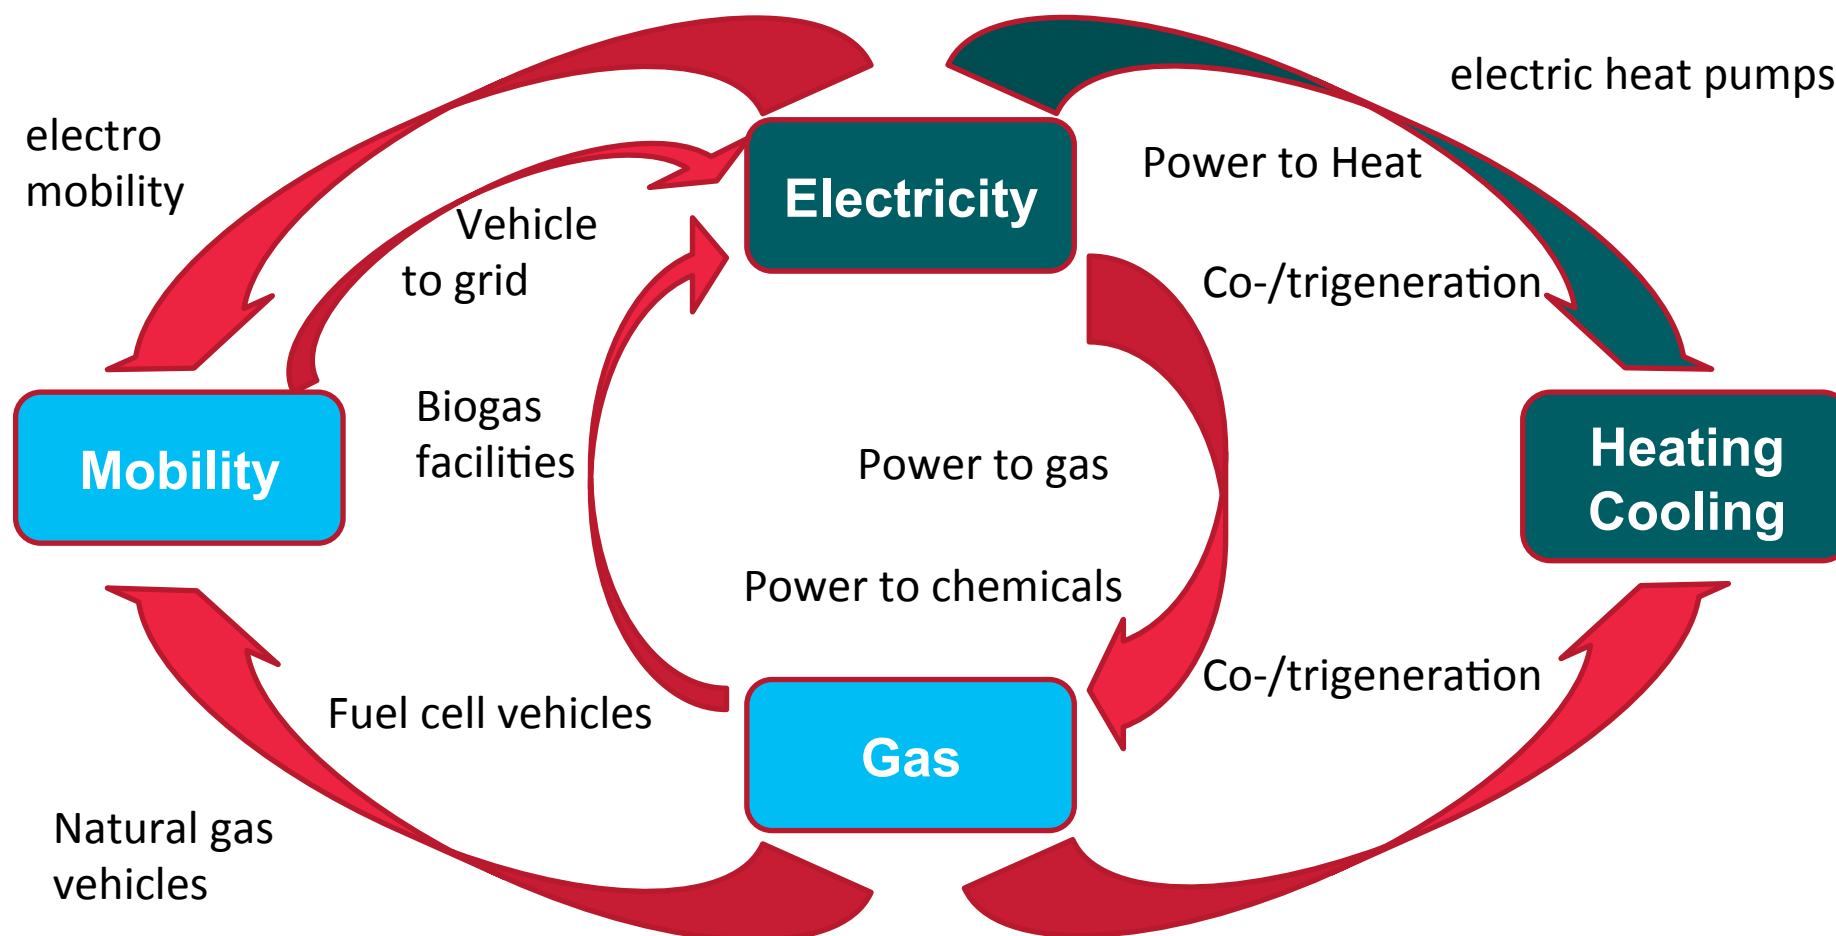 electric heat pumps
electro
mobility
Power to Heat
Electricity
Vehicle
to grid
Co-/trigeneration
Biogas
facilities
Mobility
Power to gas
Heating
Cooling
Power to chemicals
Co-/trigeneration
Fuel cell vehicles
Gas
Natural gas
vehicles